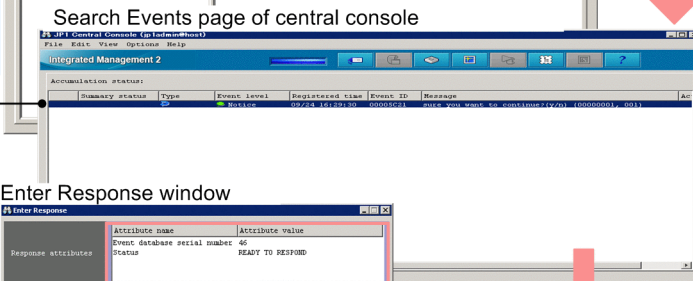 Search Events page of central console
JP1 Central Console (jp1admin@host)
File Edit View Options Help
Integrated Management 2
Accumulation status:
Summary status Type Event level Registered time Event ID Message Ac
Notice 09/24 16:29:30 00005C21 sure you want to continue?(y/n) (00000001, 001)
Enter Response window
Enter Response
Attribute name Attribute value
Event database serial number 46
Response attributes Status READY TO RESPOND